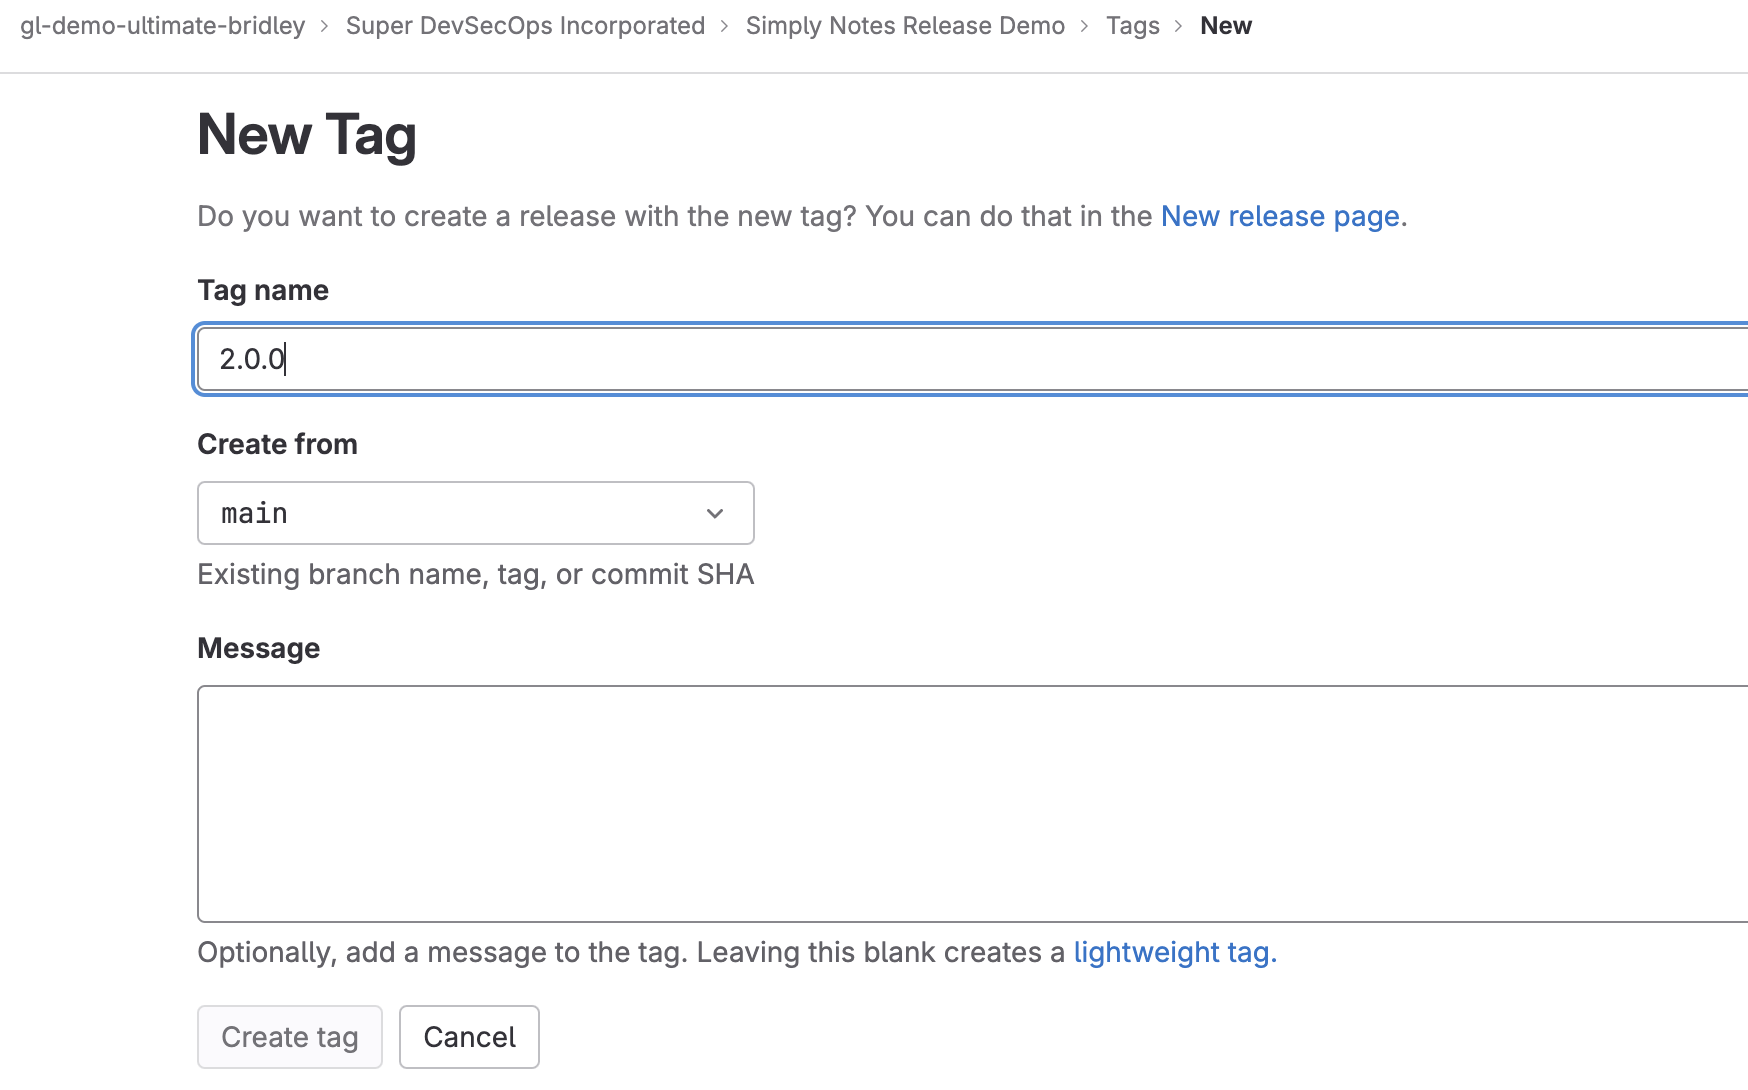 gl-demo-ultimate-bridley > Super DevSecOps Incorporated > Simply Notes Release Demo > Tags > New
New Tag
Do you want to create a release with the new tag? You can do that in the New release page.
Tag name
2.0.0
Create from
main
Existing branch name, tag, or commit SHA
Message
Optionally, add a message to the tag. Leaving this blank creates a lightweight tag.
Create tag Cancel